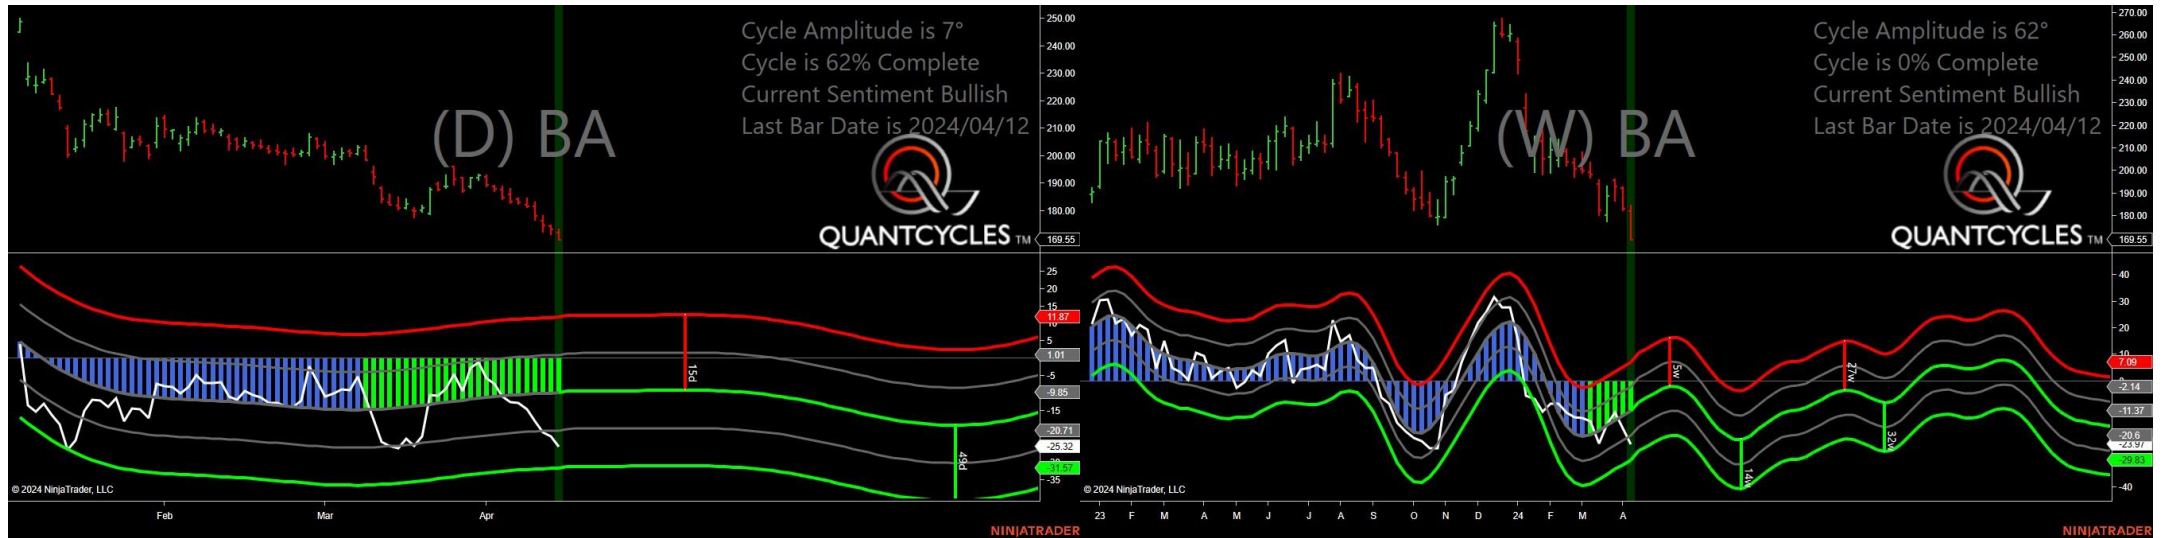 Cycle Amplitude is 7°
Cycle is 62% Complete
Current Sentiment Bullish
Last Bar Date is 2024/04/12
(D) BA
QUANTCYCLES TM
250.00
240.00
230.00
220.00
210.00
200.00
190.00
180.00
169.55
25
20
15
11.87
10
5
1.01
-5
-9.85
-15
-20.71
-25.32
-31.57
-35
15d
49d
© 2024 NinjaTrader, LLC
Feb
Mar
Apr
NINJATRADER
Cycle Amplitude is 62°
Cycle is 0% Complete
Current Sentiment Bullish
Last Bar Date is 2024/04/12
(W) BA
QUANTCYCLES TM
270.00
260.00
250.00
240.00
230.00
220.00
210.00
200.00
190.00
180.00
169.55
40
30
20
10
7.09
-2.14
-11.37
-20.6
-23.97
-29.83
-40
5w
14w
27w
© 2024 NinjaTrader, LLC
23
F
M
A
M
J
J
A
S
O
N
D
24
F
M
A
NINJATRADER